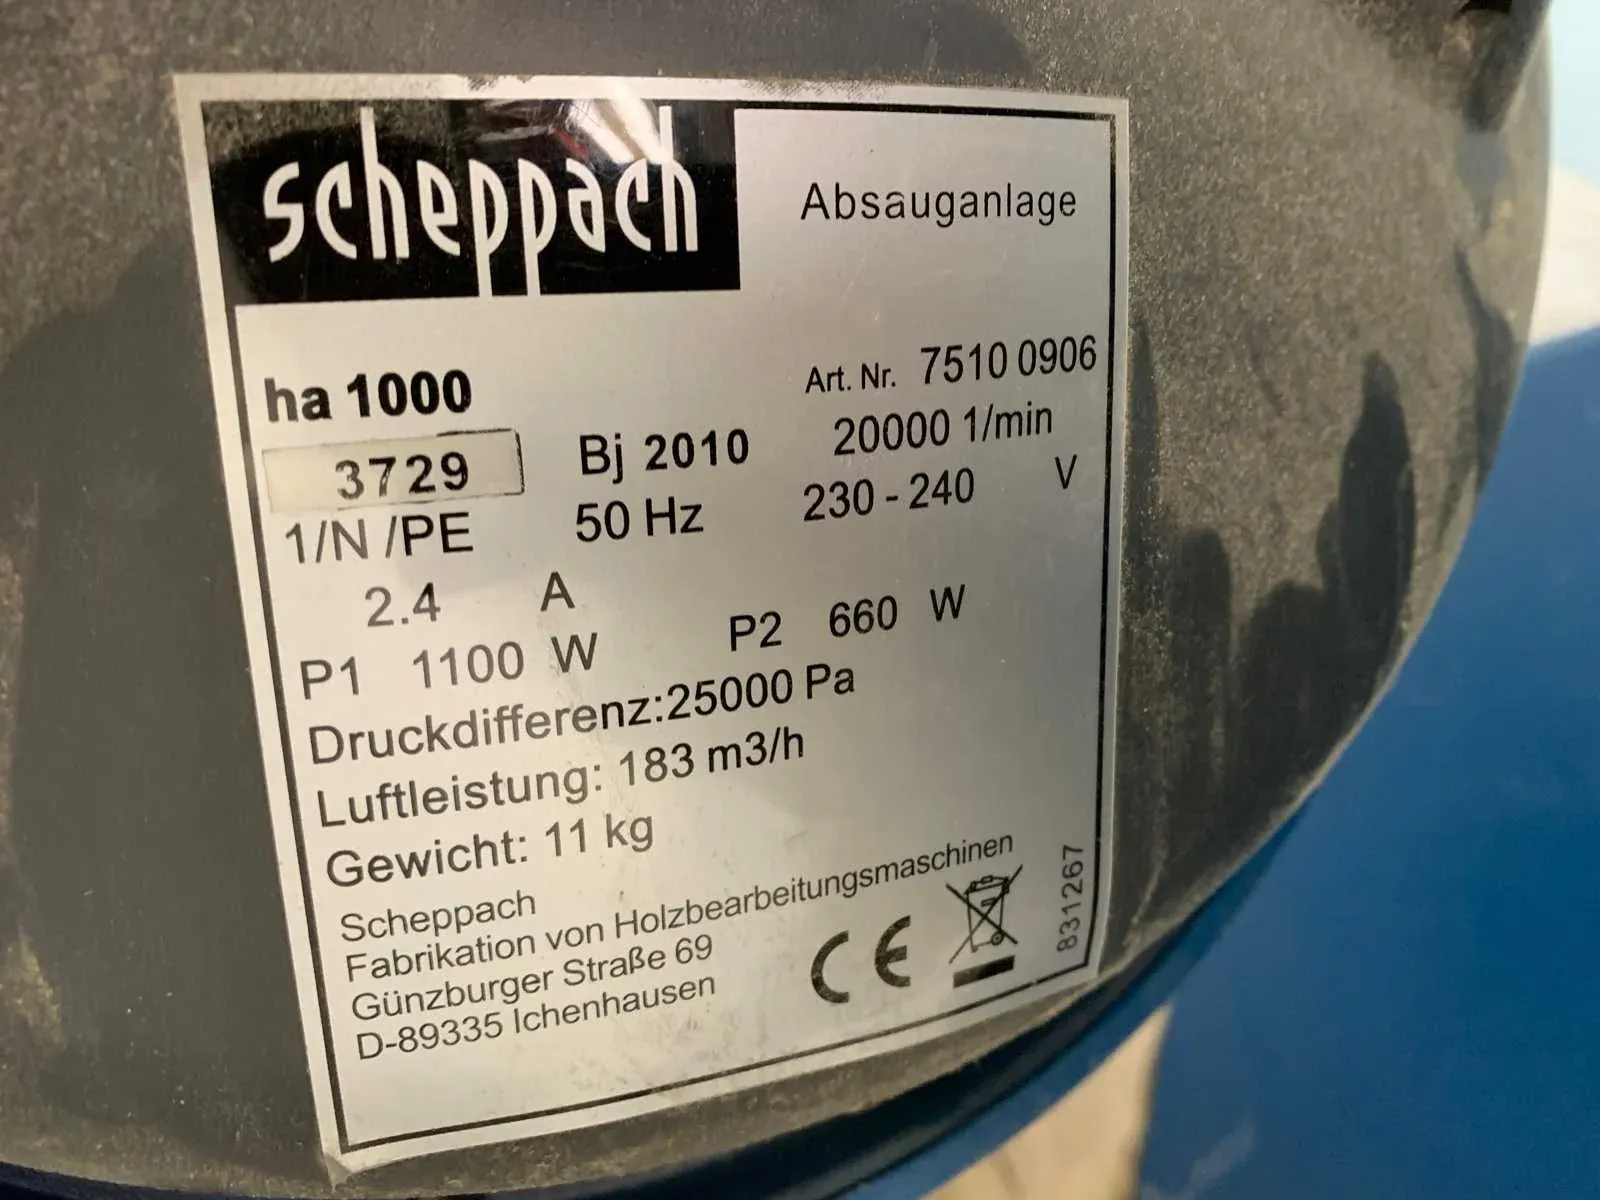 scheppach
Absauganlage
ha 1000
Art. Nr. 7510 0906
3729
Bj 2010
20000 1/min
1/N /PE
50 Hz
230 - 240 V
2.4 A
P1 1100 W
P2 660 W
Druckdifferenz:25000 Pa
Luftleistung: 183 m3/h
Gewicht: 11 kg
Scheppach
Fabrikation von Holzbearbeitungsmaschinen
Günzburger Straße 69
D-89335 Ichenhausen
CE
831267